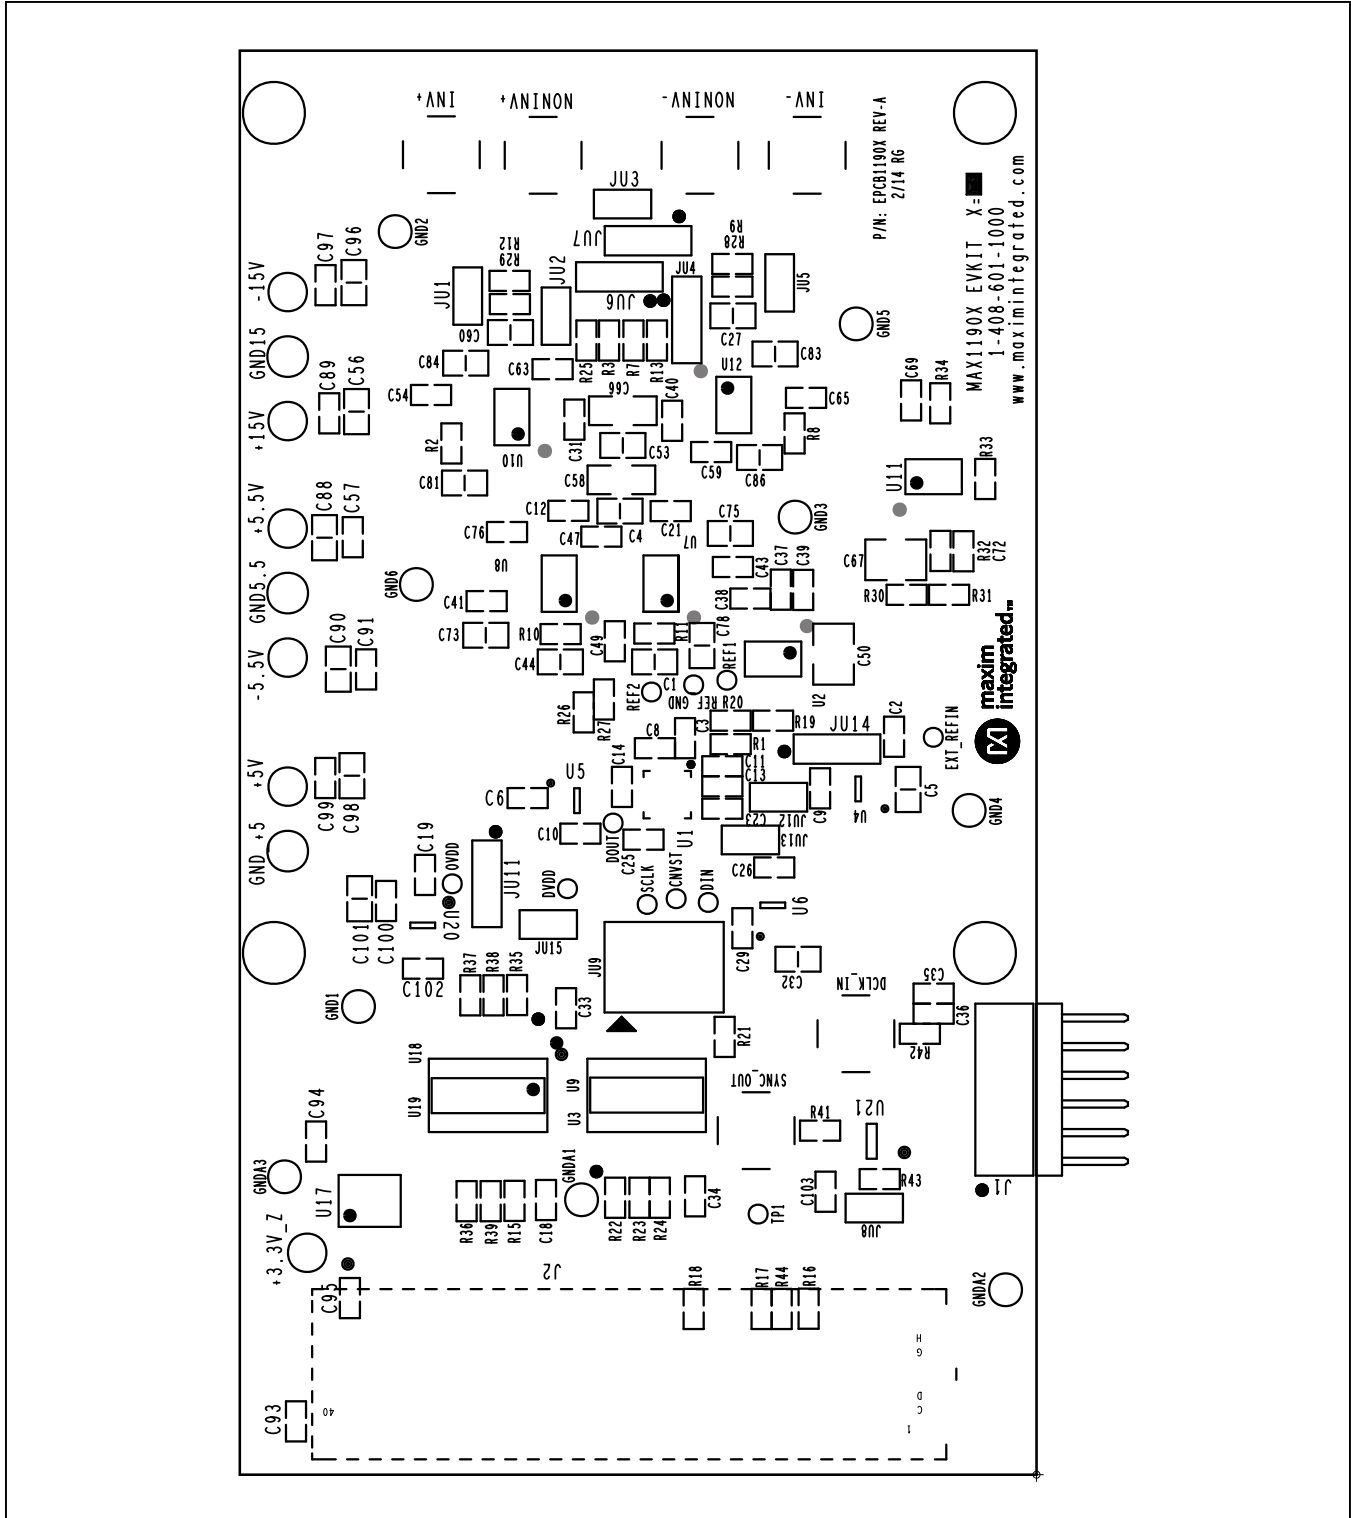 INV+
NONINV+
NONINV-
INV-
P/N: EPCB1190X REV-A
2/14 RG
MAX1190X EVKIT X=
1-408-601-1000
www.maximintegrated.com
JU3
JU7
GND2
R9
R28
R12
R29
JU2
JU4
JU5
JU1
JU6
C97
C96
-15V
GND15
C60
C27
GND5
C84
C63
R25
R3
R7
R13
U12
C83
C89
C56
C54
C66
C40
C65
C69
R34
+15V
R2
U10
C31
C53
C59
C86
R8
U11
R33
C81
C58
+5.5V
C88
C57
C12
C76
C47
C4
C21
U7
C75
GND3
C67
R32
C72
GND5.5
GND6
U8
C43
C37
C39
C41
C38
R30
R31
C73
R10
C49
R11
C78
-5.5V
C90
C91
C44
C1
REF1
C50
U2
maxim
integrated™
REF2
REF GND
R26
R27
R20
C3
R19
JU14
C2
EXT_REFIN
C8
R1
C14
C11
C13
+5V
C99
C98
U5
C6
C10
DOUT
C25
U1
C23
JU12
C9
U4
C5
GND4
JU13
GND +5
C19
OVDD
JU11
DVDD
SCLK
CNVST
DIN
C26
U6
C101
C100
U20
JU15
JU9
C29
C102
R37
R38
R35
C32
DCLK_IN
C35
C36
GND1
C33
R21
R42
U18
U19
U9
U3
SYNC_OUT
C94
R41
U21
GNDA3
GNDA1
U17
R36
R39
R15
C18
R22
R23
R24
C34
TP1
C103
R43
JU8
J1
+3.3V_Z
J2
C95
R18
R17
R44
R16
GNDA2
H
G
D
C
1
40
C93